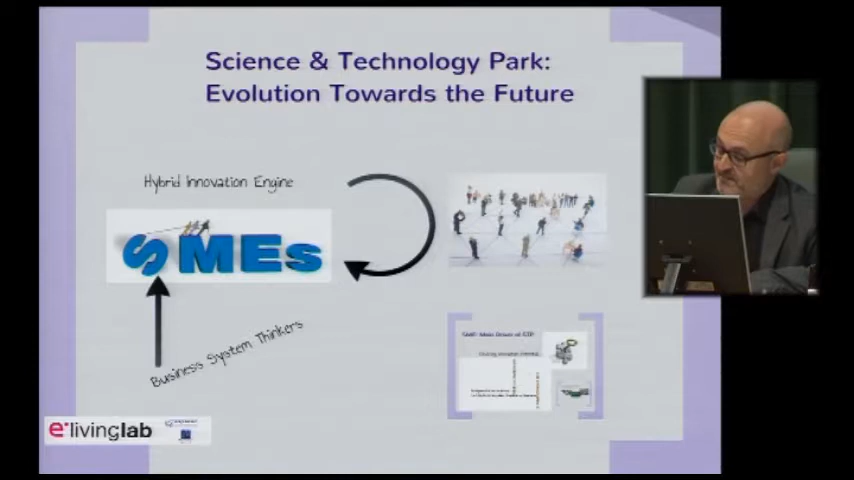 Science & Technology Park:
Evolution Towards the Future
Hybrid Innovation Engine
SMEs
Business System Thinkers
e·livinglab